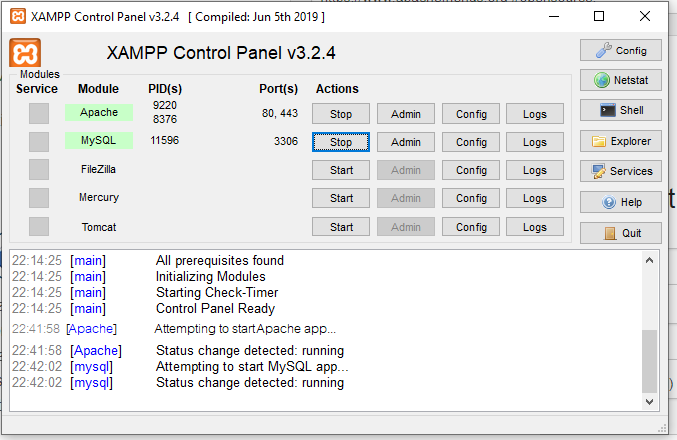 XAMPP Control Panel v3.2.4 [ Compiled: Jun 5th 2019 ]
XAMPP Control Panel v3.2.4
Config
Modules
Service Module PID(s) Port(s) Actions
Netstat
Apache 9220 8376 80, 443 Stop Admin Config Logs
Shell
MySQL 11596 3306 Stop Admin Config Logs
Explorer
FileZilla Start Admin Config Logs
Services
Mercury Start Admin Config Logs
Help
Tomcat Start Admin Config Logs
Quit
22:14:25 [main] All prerequisites found
22:14:25 [main] Initializing Modules
22:14:25 [main] Starting Check-Timer
22:14:25 [main] Control Panel Ready
22:41:58 [Apache] Attempting to start Apache app...
22:41:58 [Apache] Status change detected: running
22:42:02 [mysql] Attempting to start MySQL app...
22:42:02 [mysql] Status change detected: running